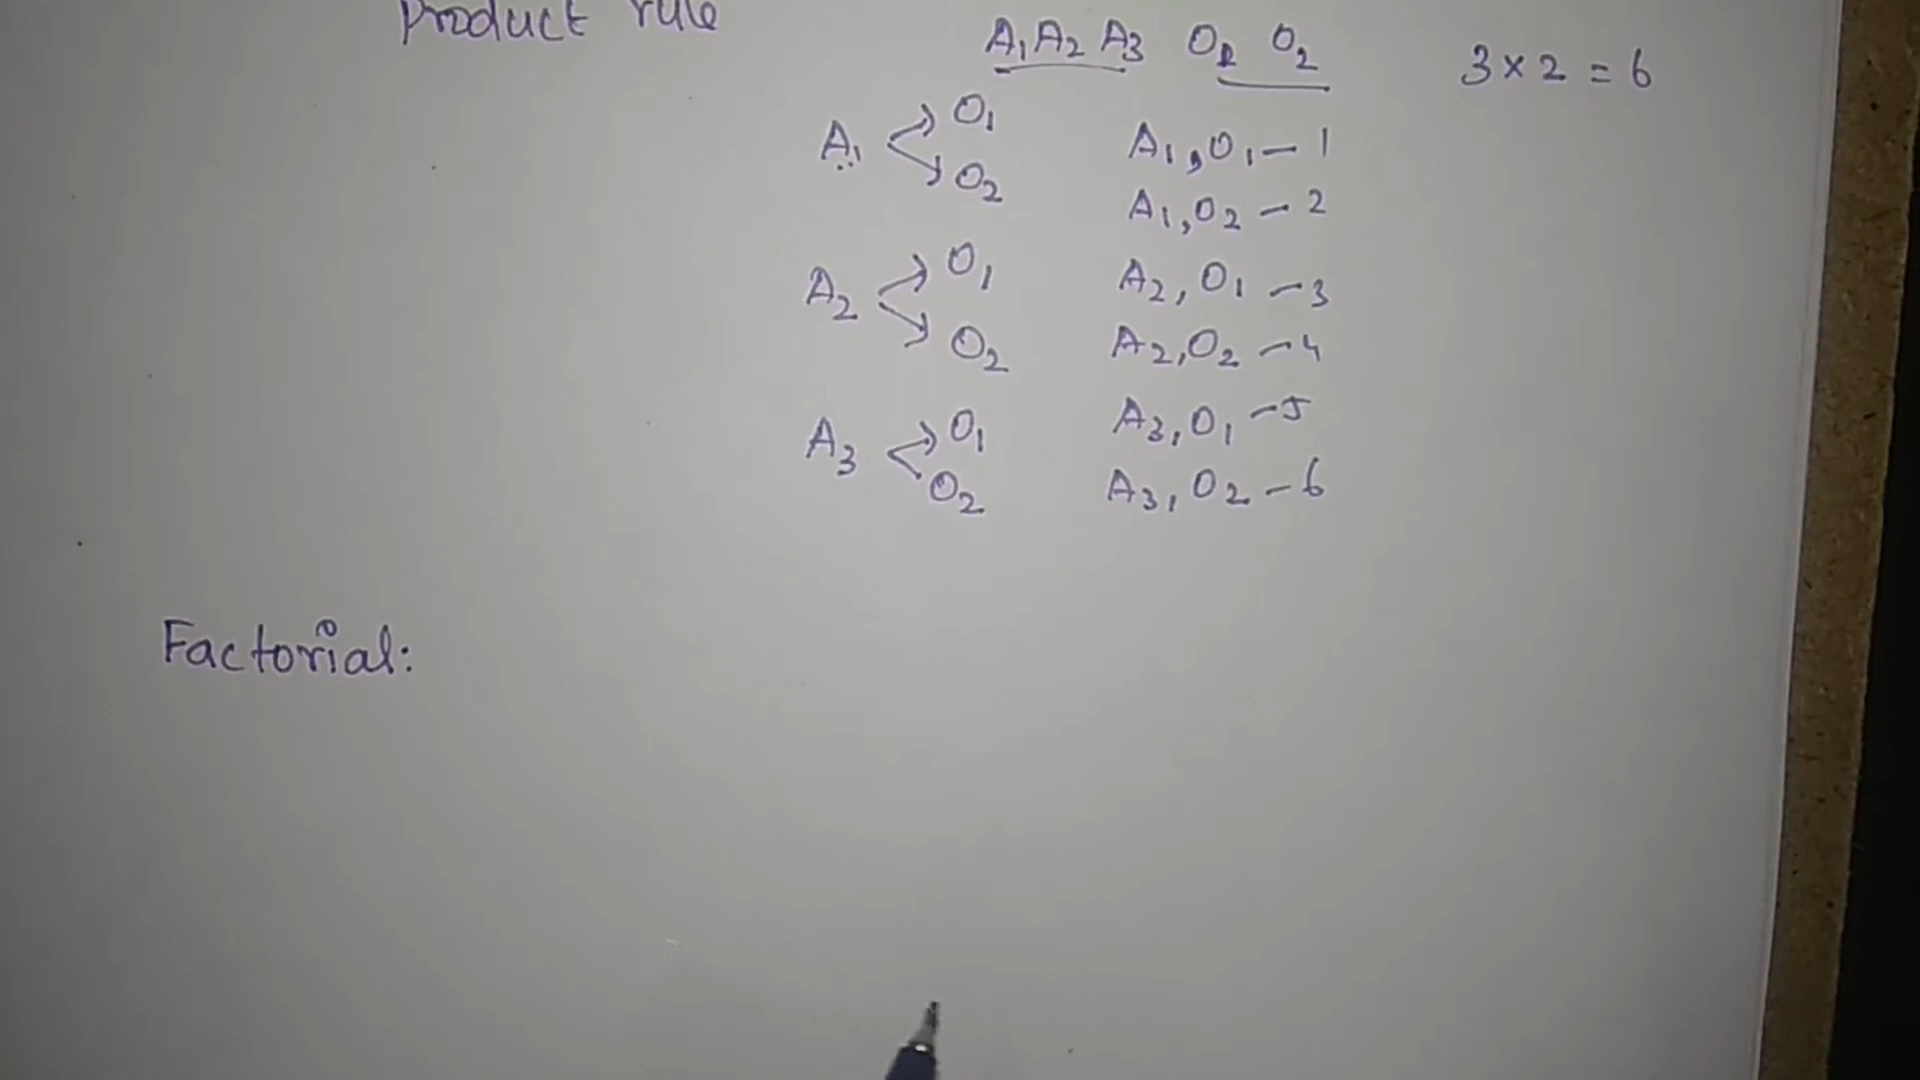 Product rule
A1 A2 A3 O1 O2 3 x 2 = 6
A1 O1 A1, O1 - 1
O2 A1, O2 - 2
A2 O1 A2, O1 - 3
O2 A2, O2 - 4
A3 O1 A3, O1 - 5
O2 A3, O2 - 6
Factorial: